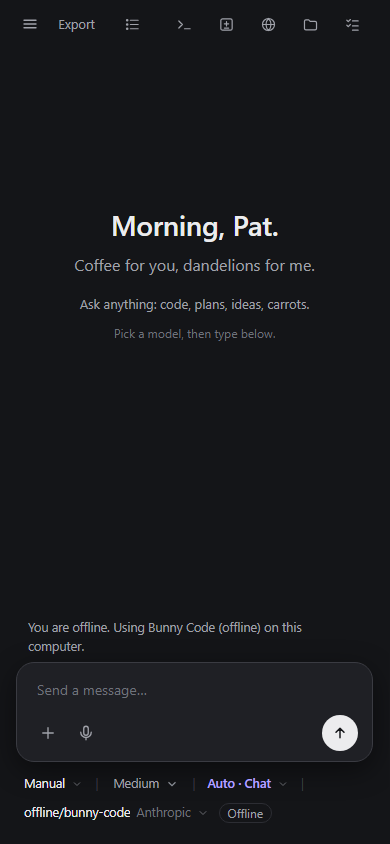 Export
Morning, Pat.
Coffee for you, dandelions for me.
Ask anything: code, plans, ideas, carrots.
Pick a model, then type below.
You are offline. Using Bunny Code (offline) on this
computer.
Send a message...
Manual | Medium | Auto · Chat |
offline/bunny-code Anthropic Offline